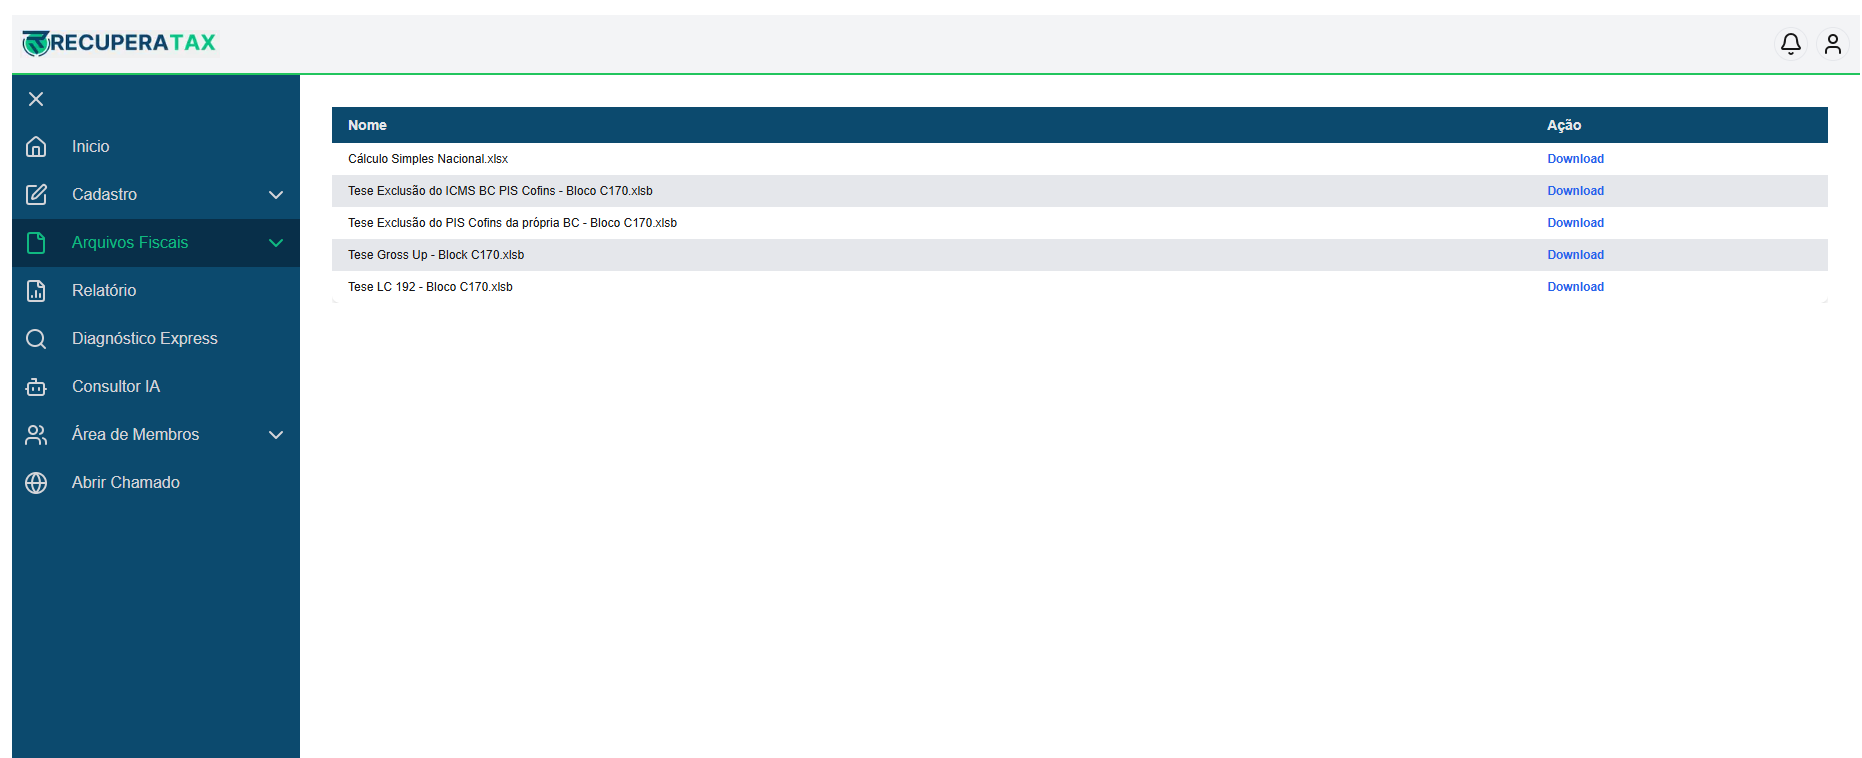 RECUPERATAX
Inicio
Cadastro
Arquivos Fiscais
Relatório
Diagnóstico Express
Consultor IA
Área de Membros
Abrir Chamado
Nome Ação
Cálculo Simples Nacional.xlsx Download
Tese Exclusão do ICMS BC PIS Cofins - Bloco C170.xlsb Download
Tese Exclusão do PIS Cofins da própria BC - Bloco C170.xlsb Download
Tese Gross Up - Block C170.xlsb Download
Tese LC 192 - Bloco C170.xlsb Download